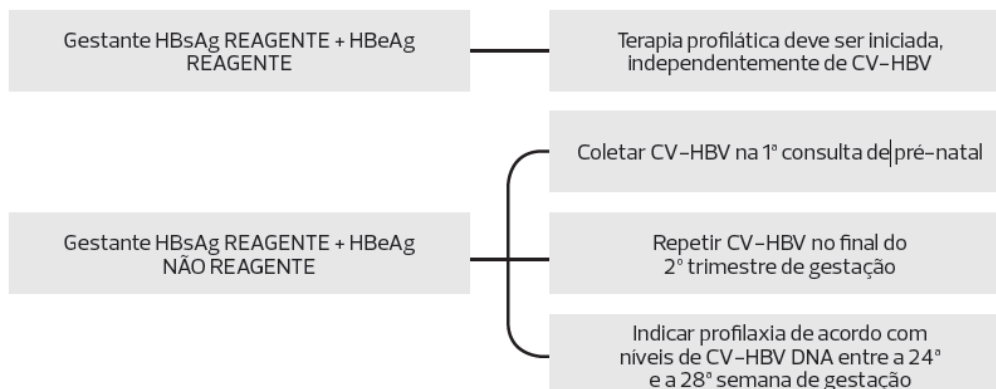 Gestante HBsAg REAGENTE + HBeAg
REAGENTE
Terapia profilática deve ser iniciada,
independentemente de CV-HBV
Gestante HBsAg REAGENTE + HBeAg
NÃO REAGENTE
Coletar CV-HBV na 1ª consulta de pré-natal
Repetir CV-HBV no final do
2º trimestre de gestação
Indicar profilaxia de acordo com
níveis de CV-HBV DNA entre a 24ª
e a 28ª semana de gestação